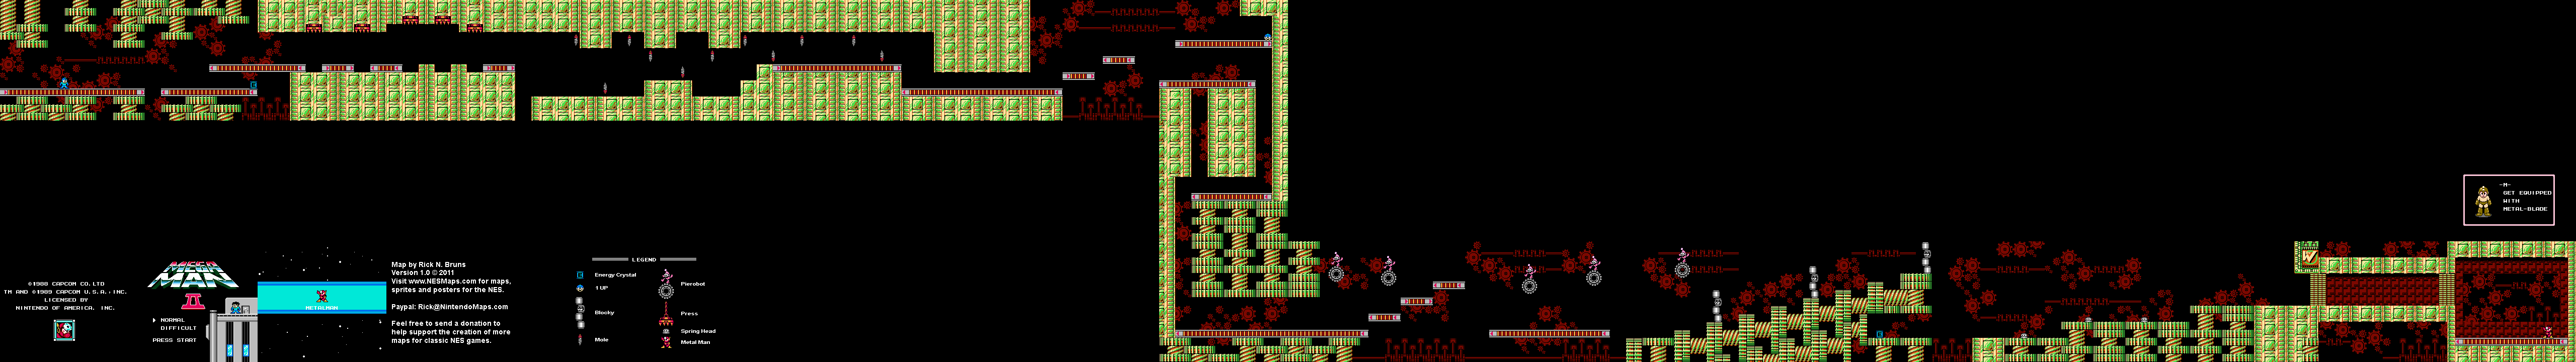 -M-
GET EQUIPPED
WITH
METAL-BLADE
W
©1988 CAPCOM CO.LTD
TM AND ©1989 CAPCOM U.S.A., INC.
LICENSED BY
NINTENDO OF AMERICA. INC.
MEGA
MAN
II
NORMAL
DIFFICULT
PRESS START
METALMAN
Map by Rick N. Bruns
Version 1.0 © 2011
Visit www.NESMaps.com for maps,
sprites and posters for the NES.
Paypal: Rick@NintendoMaps.com
Feel free to send a donation to
help support the creation of more
maps for classic NES games.
LEGEND
Energy Crystal
1 UP
Blocky
Mole
Pierobot
Press
Spring Head
Metal Man